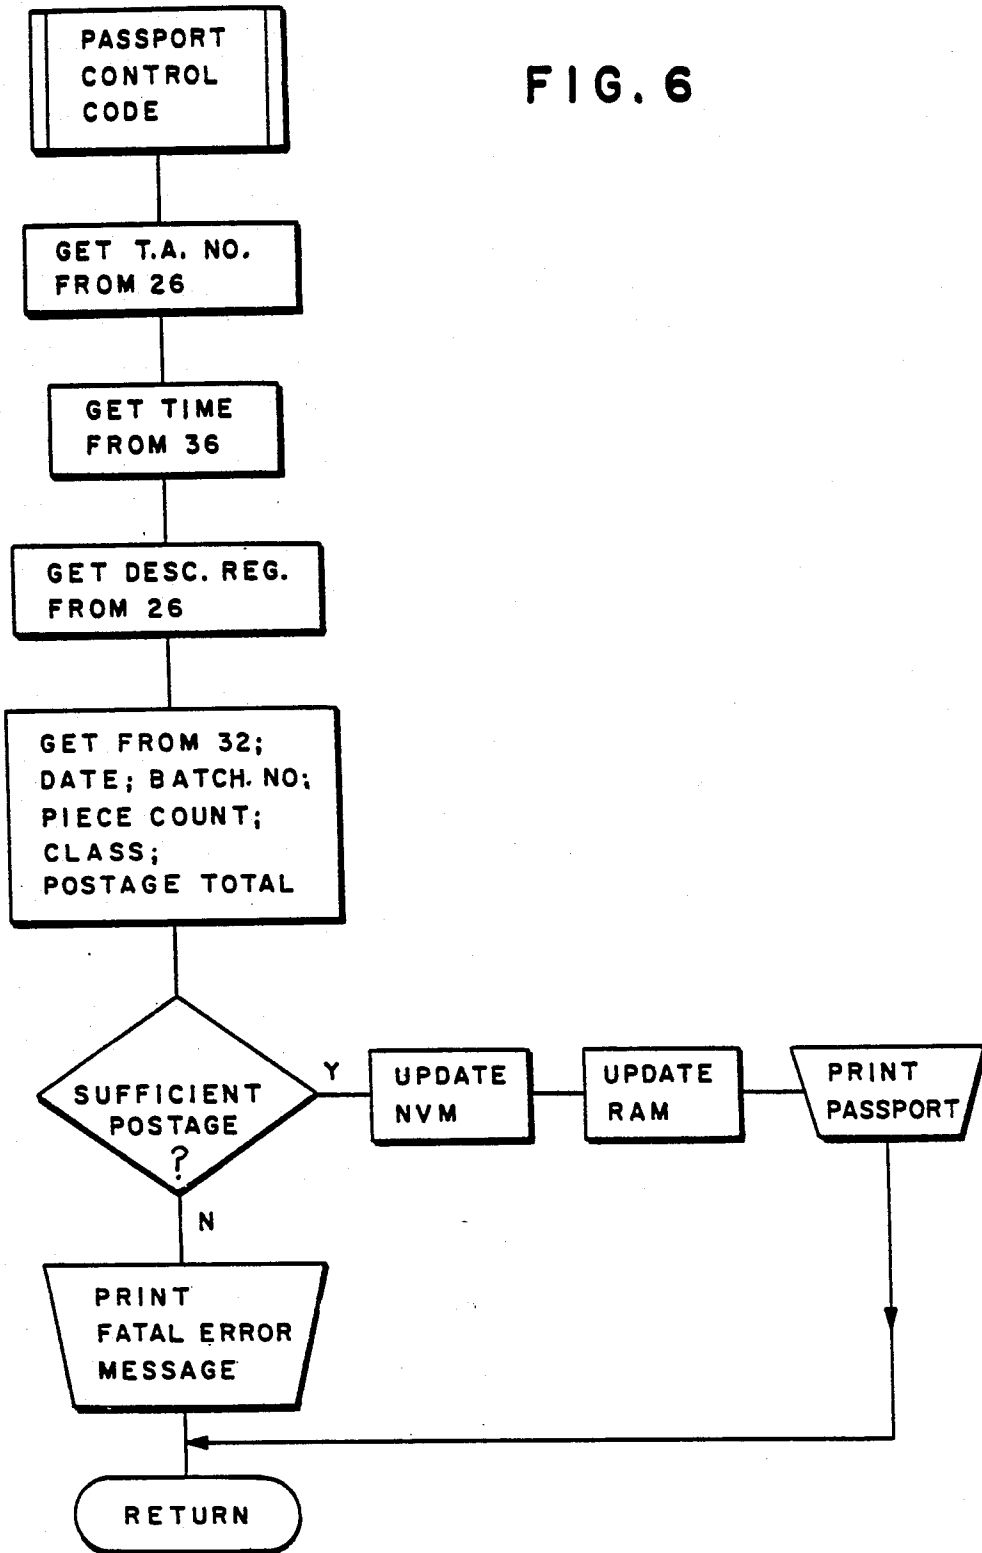 PASSPORT
CONTROL
CODE
FIG. 6
GET T.A. NO.
FROM 26
GET TIME
FROM 36
GET DESC. REG.
FROM 26
GET FROM 32;
DATE; BATCH. NO;
PIECE COUNT;
CLASS;
POSTAGE TOTAL
SUFFICIENT
POSTAGE
?
Y
UPDATE
NVM
UPDATE
RAM
PRINT
PASSPORT
N
PRINT
FATAL ERROR
MESSAGE
RETURN